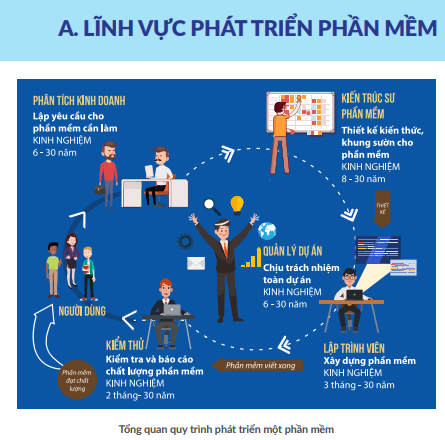 A. LĨNH VỰC PHÁT TRIỂN PHẦN MỀM
PHÂN TÍCH KINH DOANH
Lập yêu cầu cho
phần mềm cần làm
KINH NGHIỆM
6 - 30 năm
KIẾN TRÚC SƯ
PHẦN MỀM
Thiết kế kiến thức,
khung sườn cho
phần mềm
KINH NGHIỆM
8 - 30 năm
THIẾT
KẾ
QUẢN LÝ DỰ ÁN
Chịu trách nhiệm
toàn dự án
KINH NGHIỆM
6 - 30 năm
NGƯỜI DÙNG
KIỂM THỬ
Kiểm tra và báo cáo
chất lượng phần mềm
KINH NGHIỆM
2 tháng- 30 năm
LẬP TRÌNH VIÊN
Xây dựng phần mềm
KINH NGHIỆM
3 tháng - 30 năm
Phần mềm viết xong
Phần mềm
đạt chất
lượng
Tổng quan quy trình phát triển một phần mềm